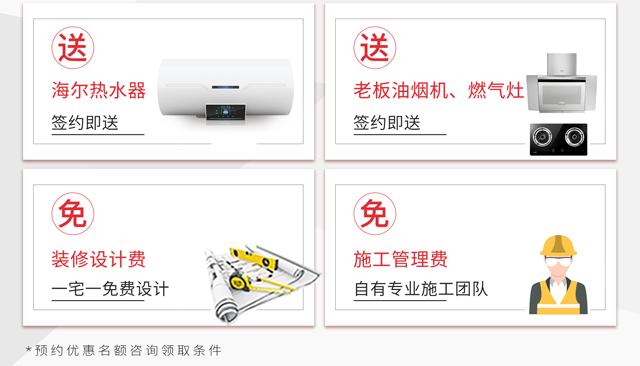 送
海尔热水器
签约即送
送
老板油烟机、燃气灶
签约即送
免
装修设计费
一宅一免费设计
免
施工管理费
自有专业施工团队
*预约优惠名额咨询领取条件